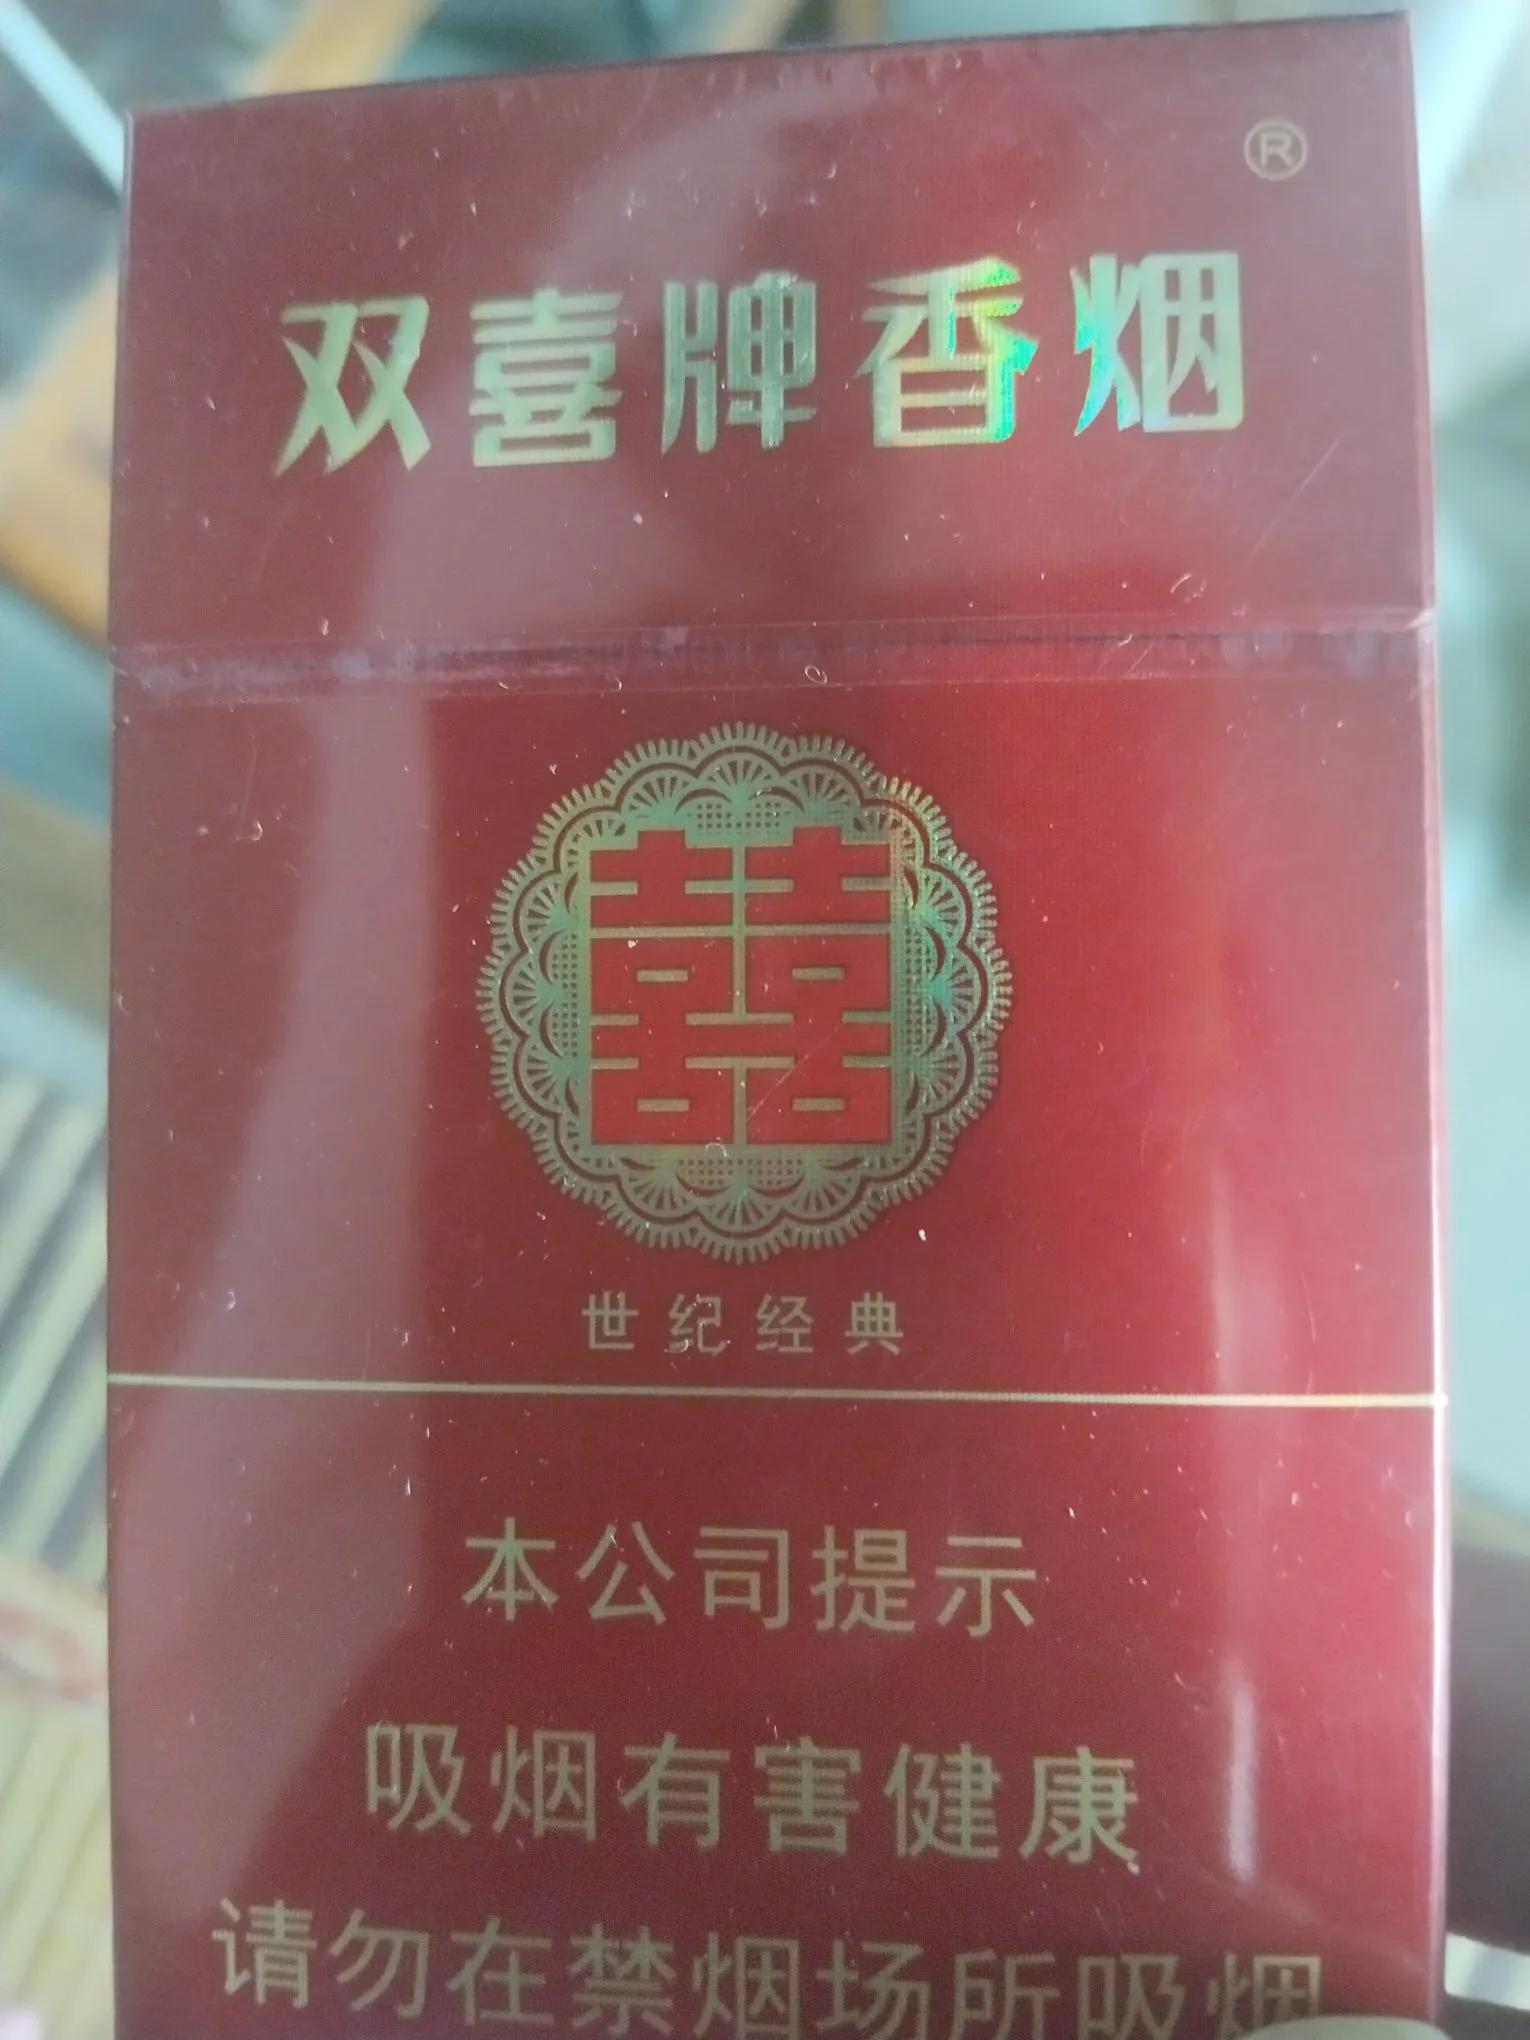 ®
双喜牌香烟
囍
世纪经典
本公司提示
吸烟有害健康
请勿在禁烟场所吸烟